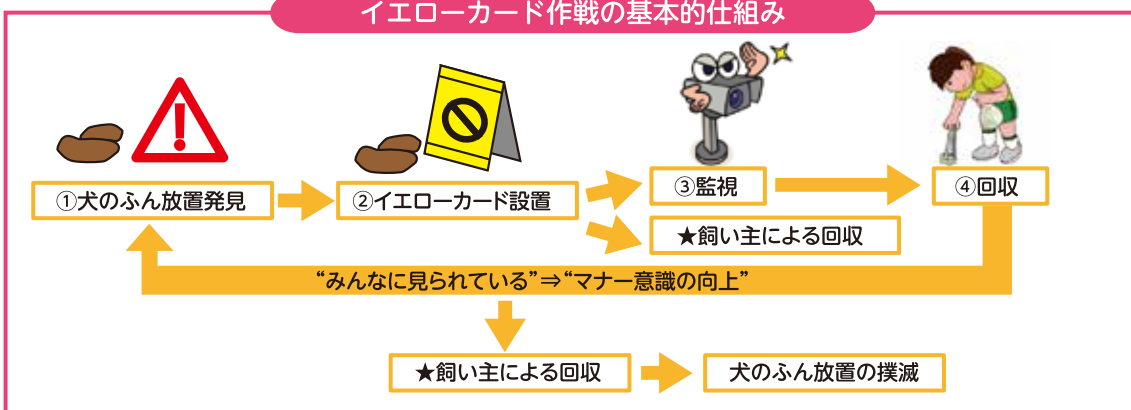 イエローカード作戦の基本的仕組み
①犬のふん放置発見
②イエローカード設置
③監視
④回収
★飼い主による回収
“みんなに見られている”⇒“マナー意識の向上”
★飼い主による回収
犬のふん放置の撲滅